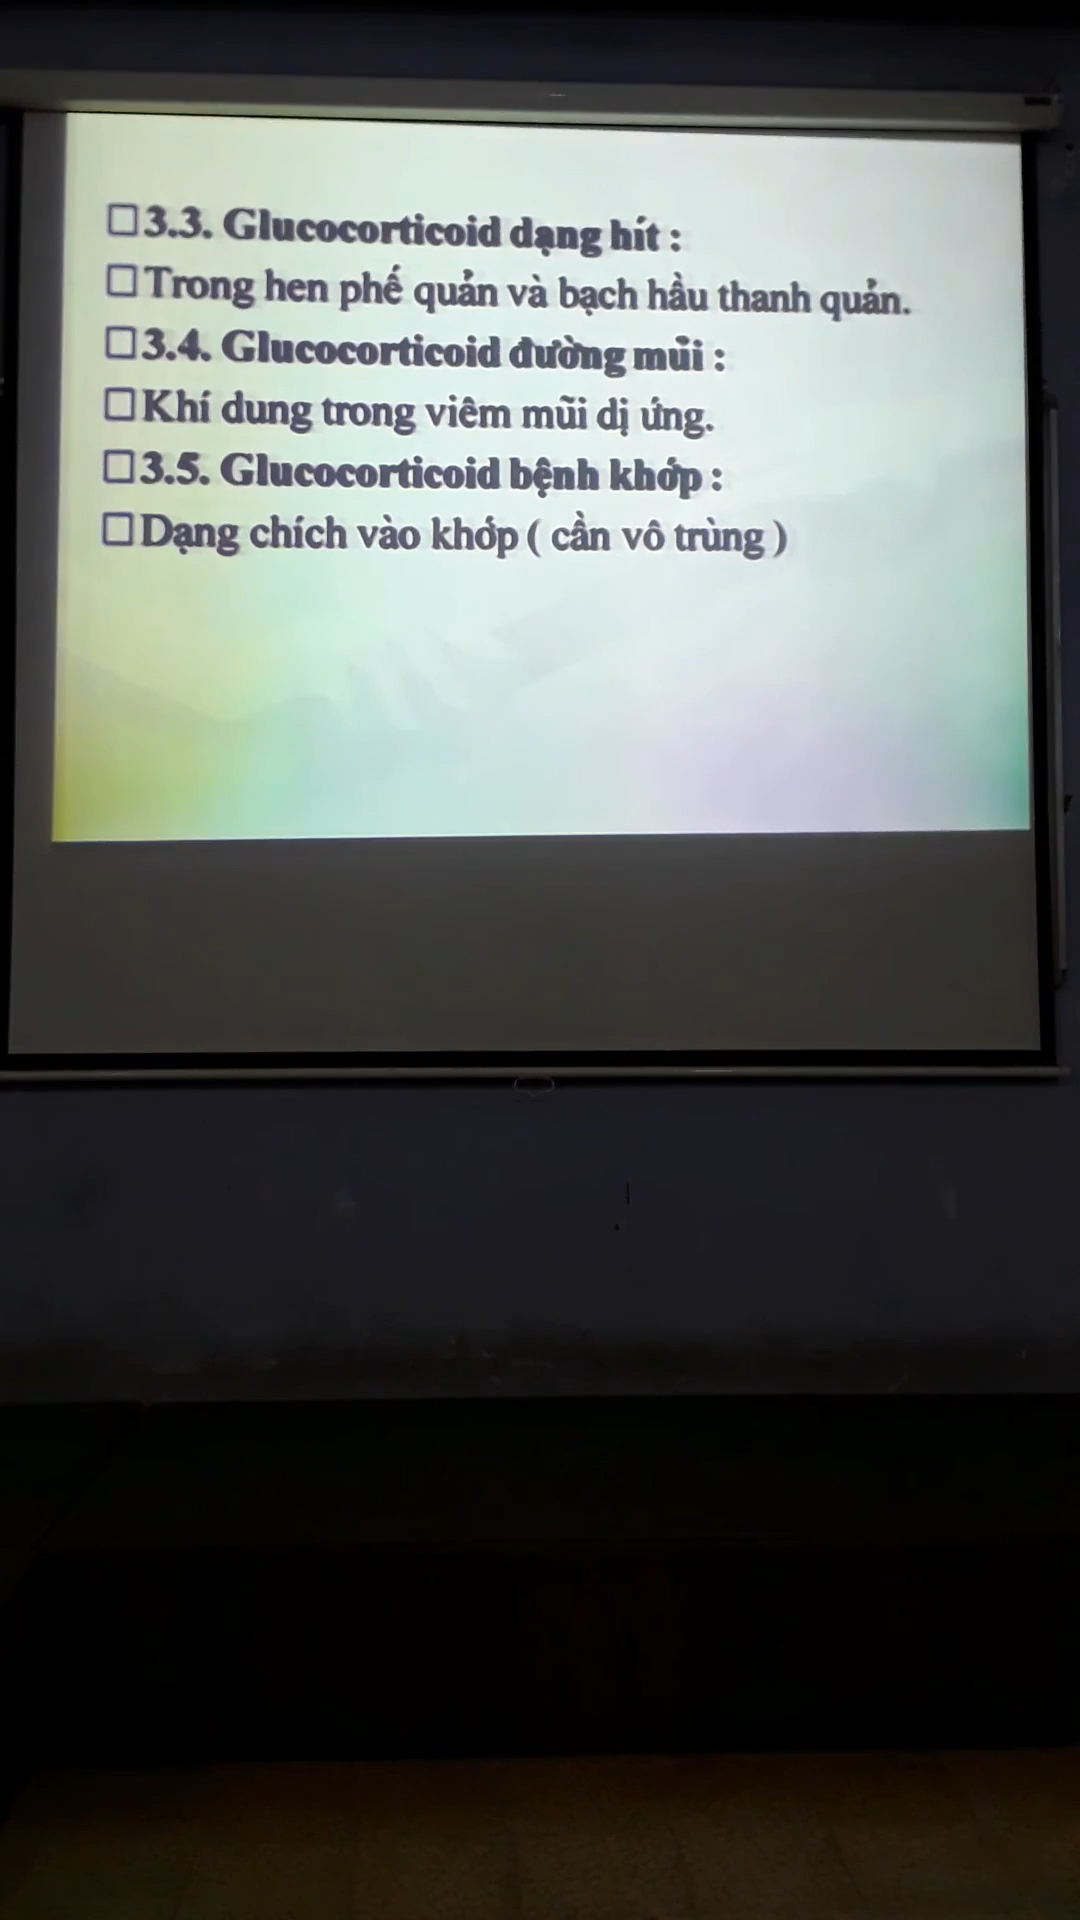 □3.3. Glucocorticoid dạng hít :
□Trong hen phế quản và bạch hầu thanh quản.
□3.4. Glucocorticoid đường mũi :
□Khí dung trong viêm mũi dị ứng.
□3.5. Glucocorticoid bệnh khớp :
□Dạng chích vào khớp ( cần vô trùng )